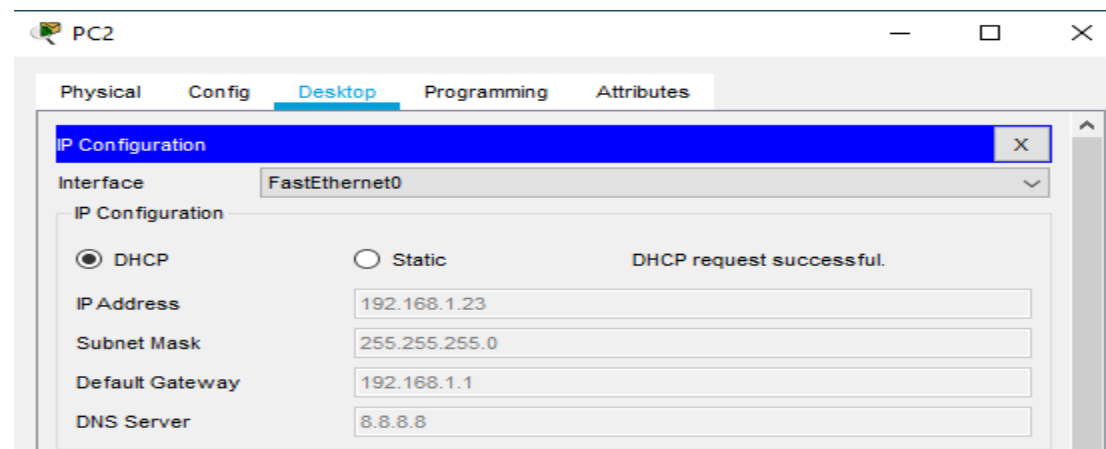 PC2
Physical Config Desktop Programming Attributes
IP Configuration X
Interface FastEthernet0
IP Configuration
DHCP Static DHCP request successful.
IP Address 192.168.1.23
Subnet Mask 255.255.255.0
Default Gateway 192.168.1.1
DNS Server 8.8.8.8